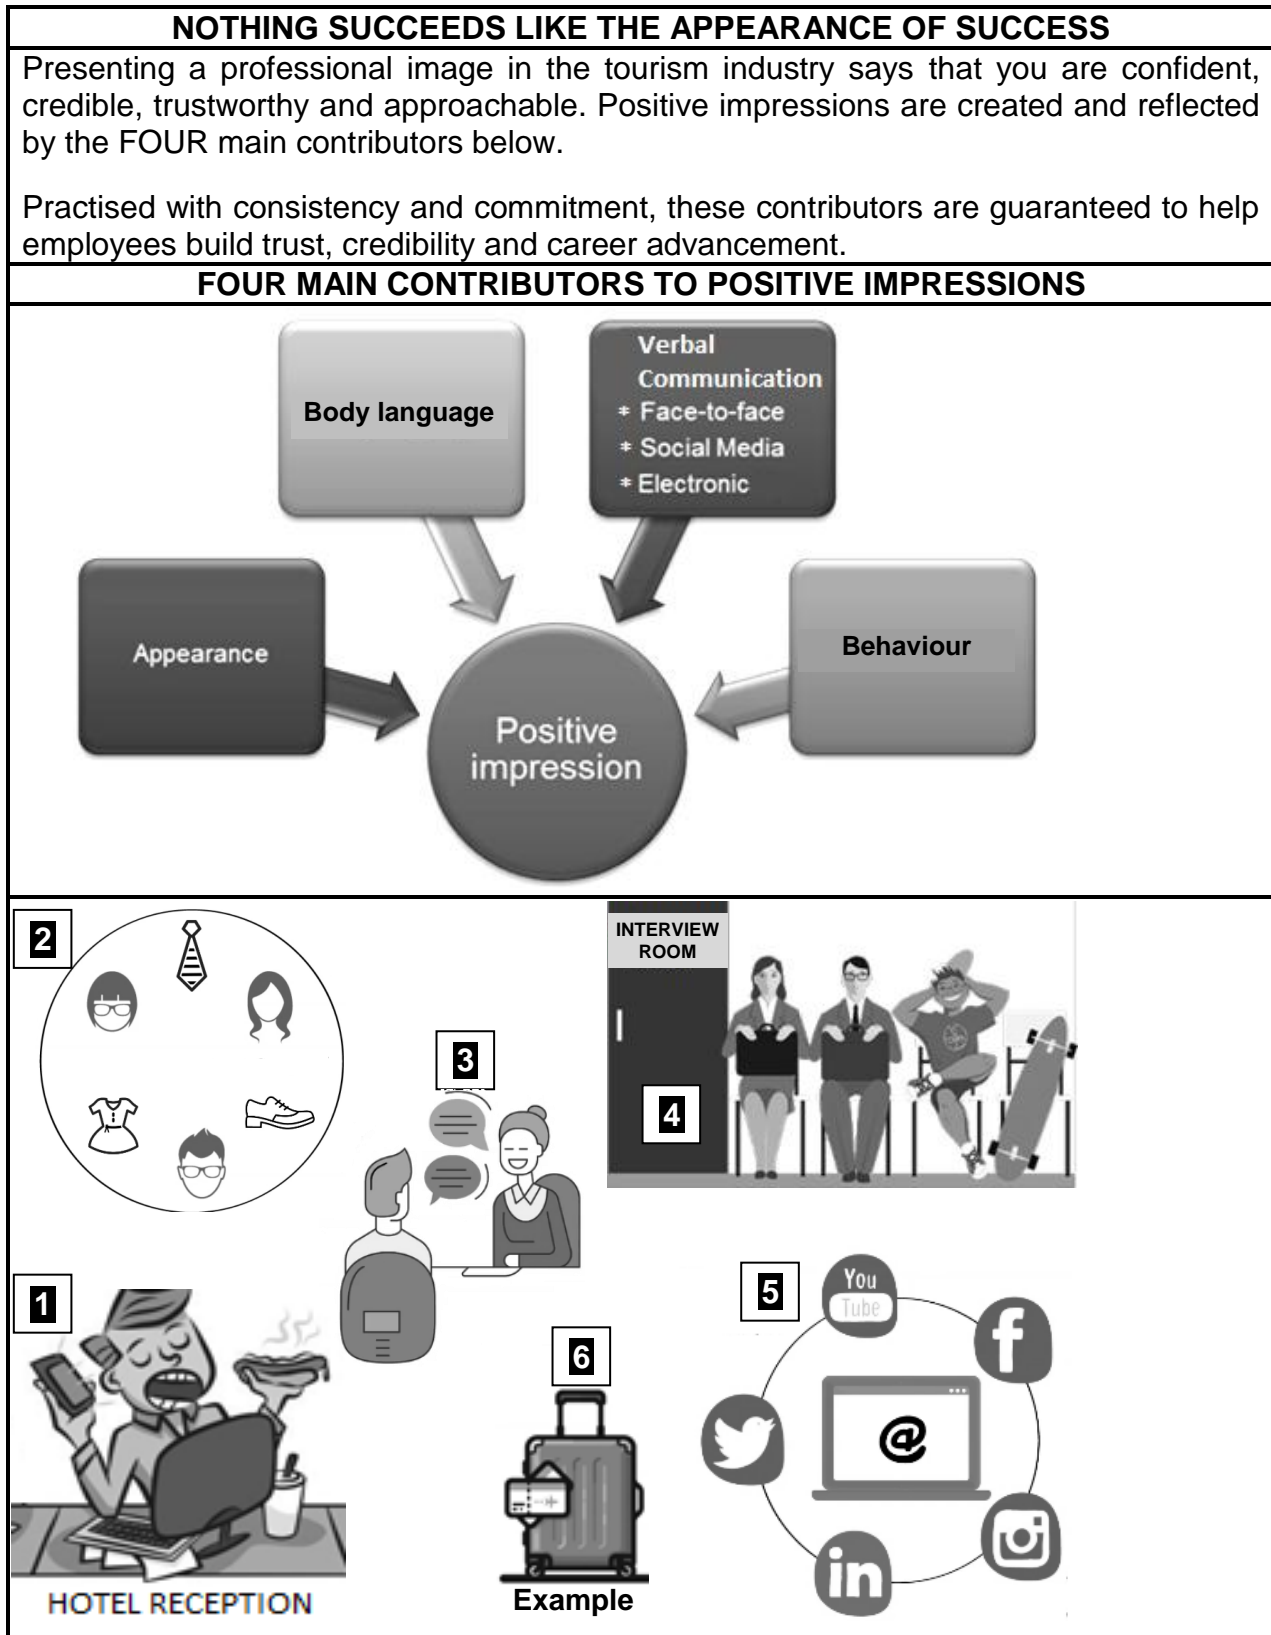 NOTHING SUCCEEDS LIKE THE APPEARANCE OF SUCCESS
Presenting a professional image in the tourism industry says that you are confident,
credible, trustworthy and approachable. Positive impressions are created and reflected
by the FOUR main contributors below.
Practised with consistency and commitment, these contributors are guaranteed to help
employees build trust, credibility and career advancement.
FOUR MAIN CONTRIBUTORS TO POSITIVE IMPRESSIONS
Body language
Verbal
Communication
* Face-to-face
* Social Media
* Electronic
Appearance
Behaviour
Positive
impression
2
INTERVIEW
ROOM
3
4
1
HOTEL RECEPTION
6
Example
5
You
Tube
f
@
in